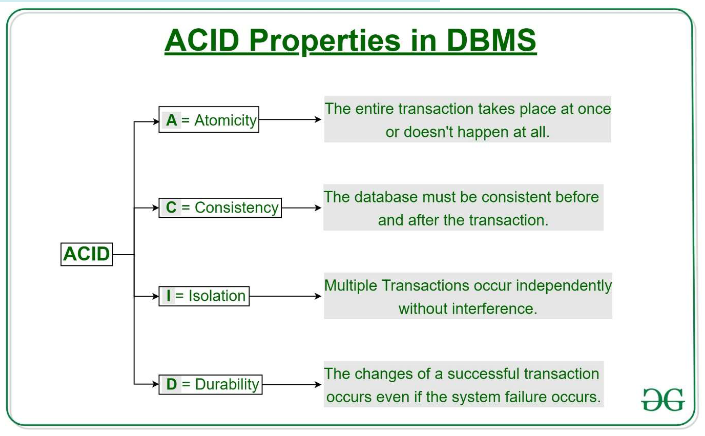 ACID Properties in DBMS
A = Atomicity
The entire transaction takes place at once
or doesn't happen at all.
C = Consistency
The database must be consistent before
and after the transaction.
ACID
I = Isolation
Multiple Transactions occur independently
without interference.
D = Durability
The changes of a successful transaction
occurs even if the system failure occurs.